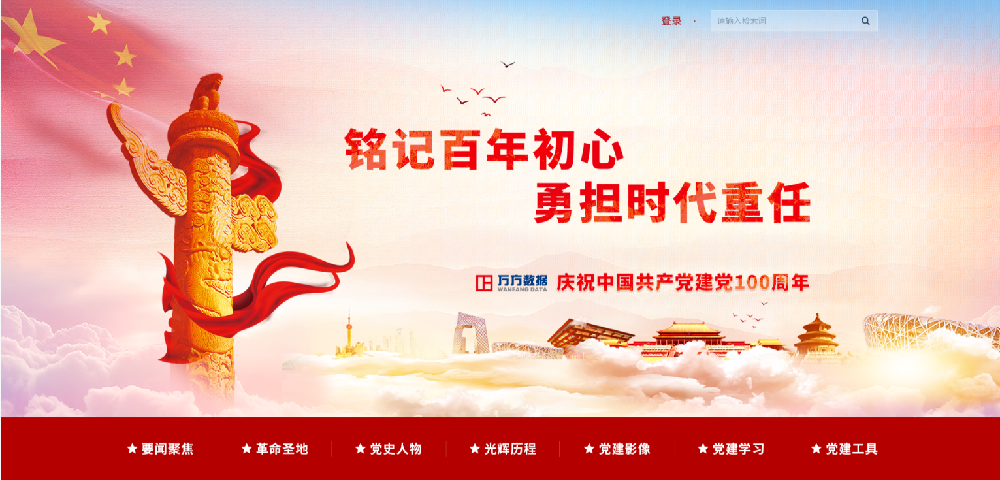 登录 ·
请输入检索词
铭记百年初心
勇担时代重任
万方数据
WANFANG DATA
庆祝中国共产党建党100周年
要闻聚焦
革命圣地
党史人物
光辉历程
党建影像
党建学习
党建工具